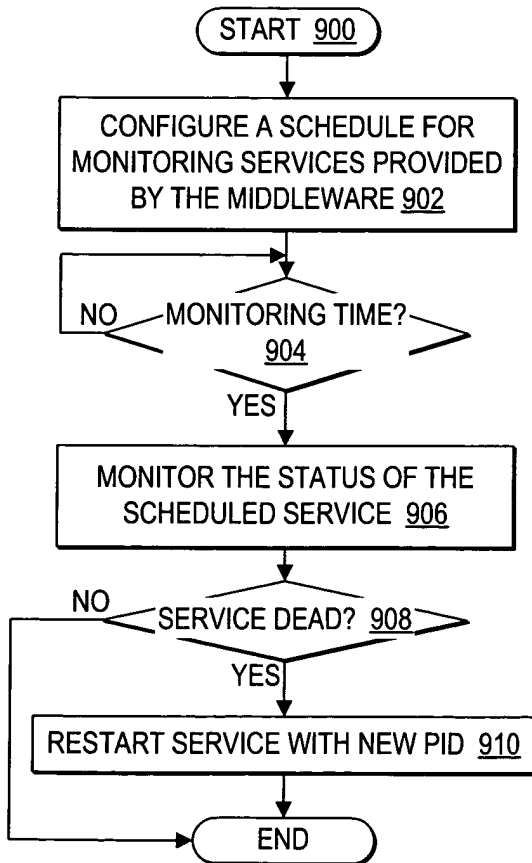 START 900
CONFIGURE A SCHEDULE FOR
MONITORING SERVICES PROVIDED
BY THE MIDDLEWARE 902
NO
MONITORING TIME?
904
YES
MONITOR THE STATUS OF THE
SCHEDULED SERVICE 906
NO
SERVICE DEAD? 908
YES
RESTART SERVICE WITH NEW PID 910
END